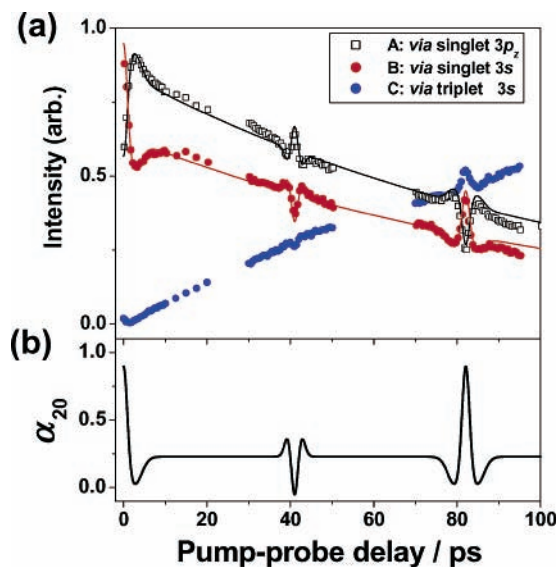 (a)
1.0
A: via singlet 3p_z
B: via singlet 3s
C: via triplet 3s
Intensity (arb.)
0.5
0.0
(b)
1.0
α₂₀
0.5
0.0
0 20 40 60 80 100
Pump-probe delay / ps